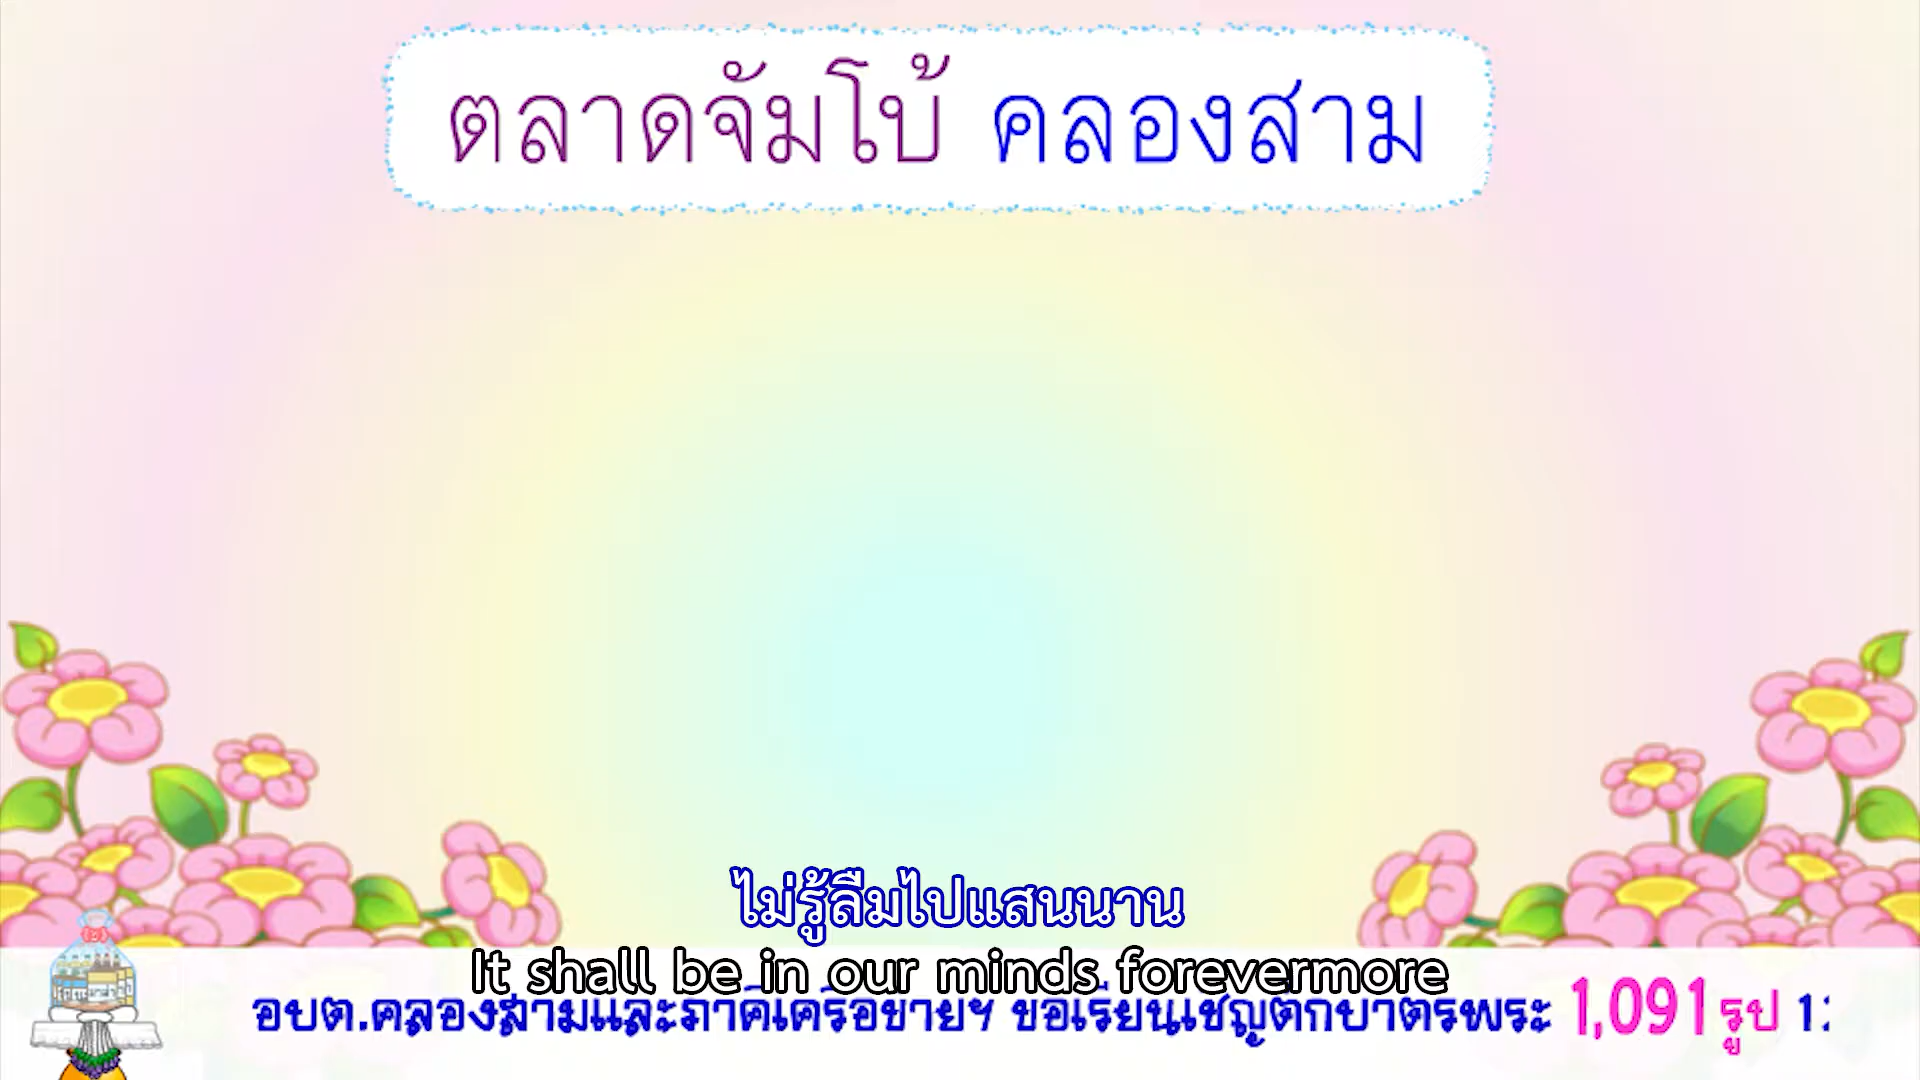 ตลาดจัมโบ้ คลองสาม
ไม่รู้ลืมไปแสนนาน
It shall be in our minds forevermore
อบต.คลองสามและภาคีเครือข่ายฯ ขอเรียนเชิญตักบาตรพระ 1,091 รูป